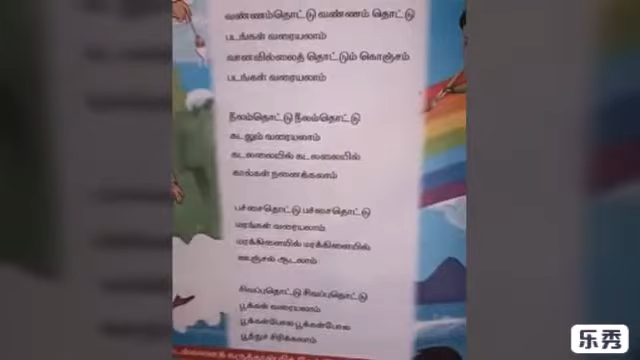 வண்ணம்தொட்டு வண்ணம் தொட்டு
படங்கள் வரையலாம்
வானவில்லைத் தொட்டும் கொஞ்சம்
படங்கள் வரையலாம்
நீலம்தொட்டு நீலம்தொட்டு
கடலும் வரையலாம்
கடலலையில் கடலலையில்
கால்கள் நனைக்கலாம்
பச்சைதொட்டு பச்சைதொட்டு
மரங்கள் வரையலாம்
மரக்கிளையில் மரக்கிளையில்
ஊஞ்சல் ஆடலாம்
சிவப்புதொட்டு சிவப்புதொட்டு
பூக்கள் வரையலாம்
பூக்கள்போல பூக்கள்போல
பூத்துச் சிரிக்கலாம்
乐秀